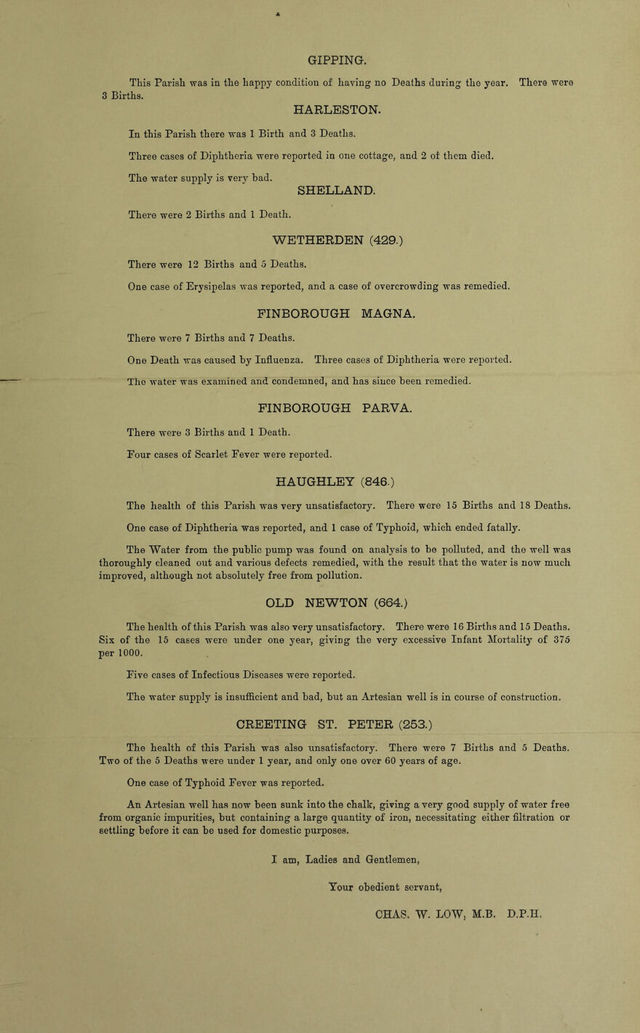 GIPPING.
This Parish was in the happy condition of having no Deaths during the year. There were
3 Births.
HARLESTON.
In this Parish there was 1 Birth and 3 Deaths.
Three cases of Diphtheria were reported in one cottage, and 2 of them died.
The water supply is very bad.
SHELLAND.
There were 2 Births and 1 Death.
WETHERDEN (429.)
There were 12 Births and 5 Deaths.
One case of Erysipelas was reported, and a case of overcrowding was remedied.
FINBOROUGH MAGNA.
There were 7 Births and 7 Deaths.
One Death was caused by Influenza. Three cases of Diphtheria were reported.
The water was examined and condemned, and has since been remedied.
FINBOROUGH PARVA.
There were 3 Births and 1 Death.
Four cases of Scarlet Fever were reported.
HAUGHLEY (846.)
The health of this Parish was very unsatisfactory. There were 15 Births and 18 Deaths.
One case of Diphtheria was reported, and 1 case of Typhoid, which ended fatally.
The Water from the public pump was found on analysis to be polluted, and the well was
thoroughly cleaned out and various defects remedied, with the result that the water is now much
improved, although not absolutely free from pollution.
OLD NEWTON (664.)
The health of this Parish was also very unsatisfactory. There were 16 Births and 15 Deaths.
Six of the 15 cases were under one year, giving the very excessive Infant Mortality of 375
per 1000.
Five cases of Infectious Diseases were reported.
The water supply is insufficient and bad, but an Artesian well is in course of construction.
CREETING ST. PETER (253.)
The health of this Parish was also unsatisfactory. There were 7 Births and 5 Deaths.
Two of the 5 Deaths were under 1 year, and only one over 60 years of age.
One case of Typhoid Fever was reported.
An Artesian well has now been sunk into the chalk, giving a very good supply of water free
from organic impurities, but containing a large quantity of iron, necessitating either filtration or
settling before it can be used for domestic purposes.
I am, Ladies and Gentlemen,
Your obedient servant,
CHAS. W. LOW, M.B. D.P.H.